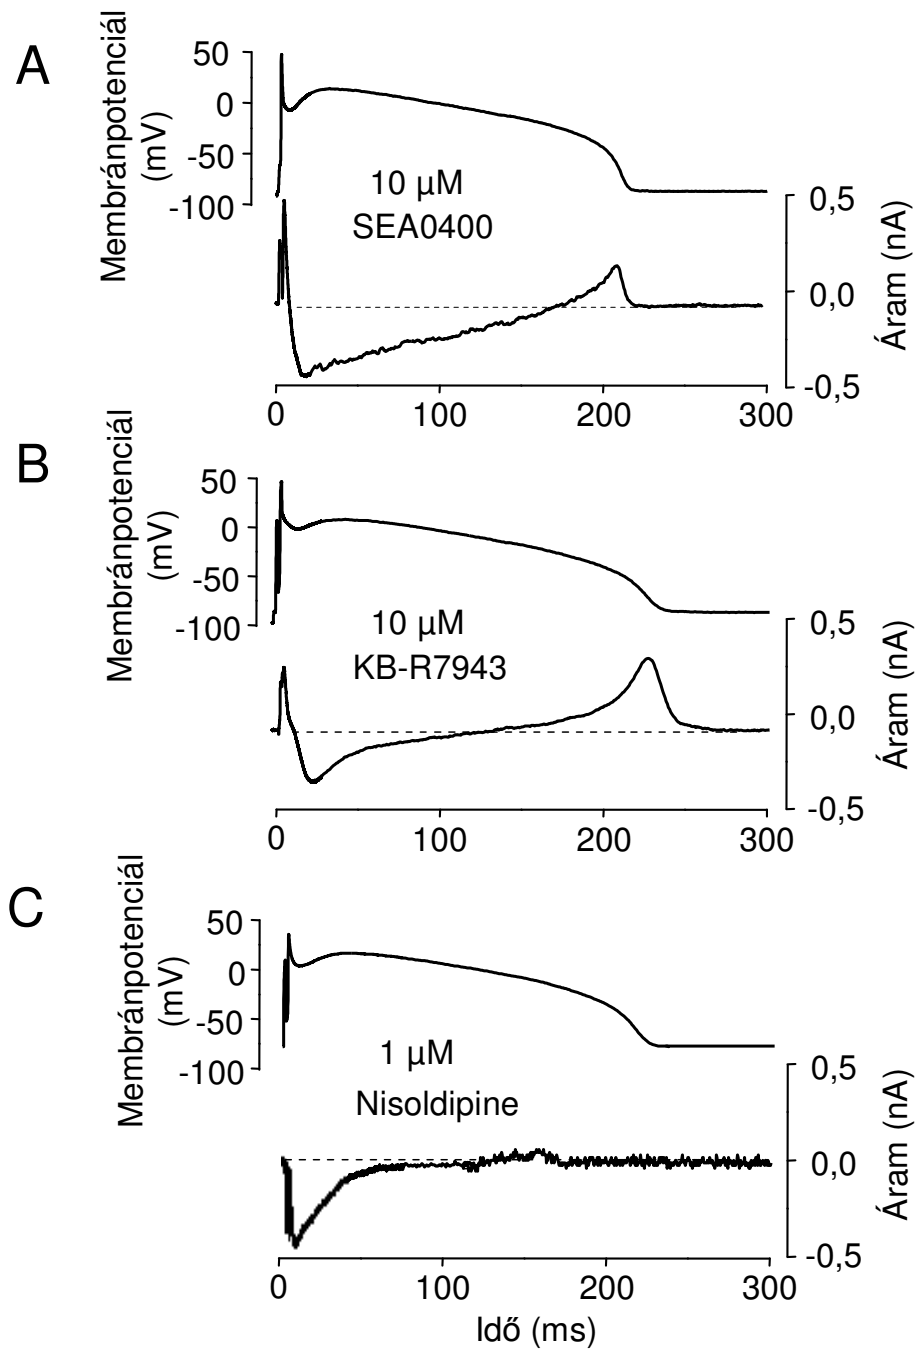 A
Membránpotenciál
(mV)
50
0
-50
-100
10 µM
SEA0400
0,5
0,0
-0,5
Áram (nA)
0
100
200
300
B
Membránpotenciál
(mV)
50
0
-50
-100
10 µM
KB-R7943
0,5
0,0
-0,5
Áram (nA)
0
100
200
300
C
Membránpotenciál
(mV)
50
0
-50
-100
1 µM
Nisoldipine
0,5
0,0
-0,5
Áram (nA)
0
100
200
300
Idő (ms)